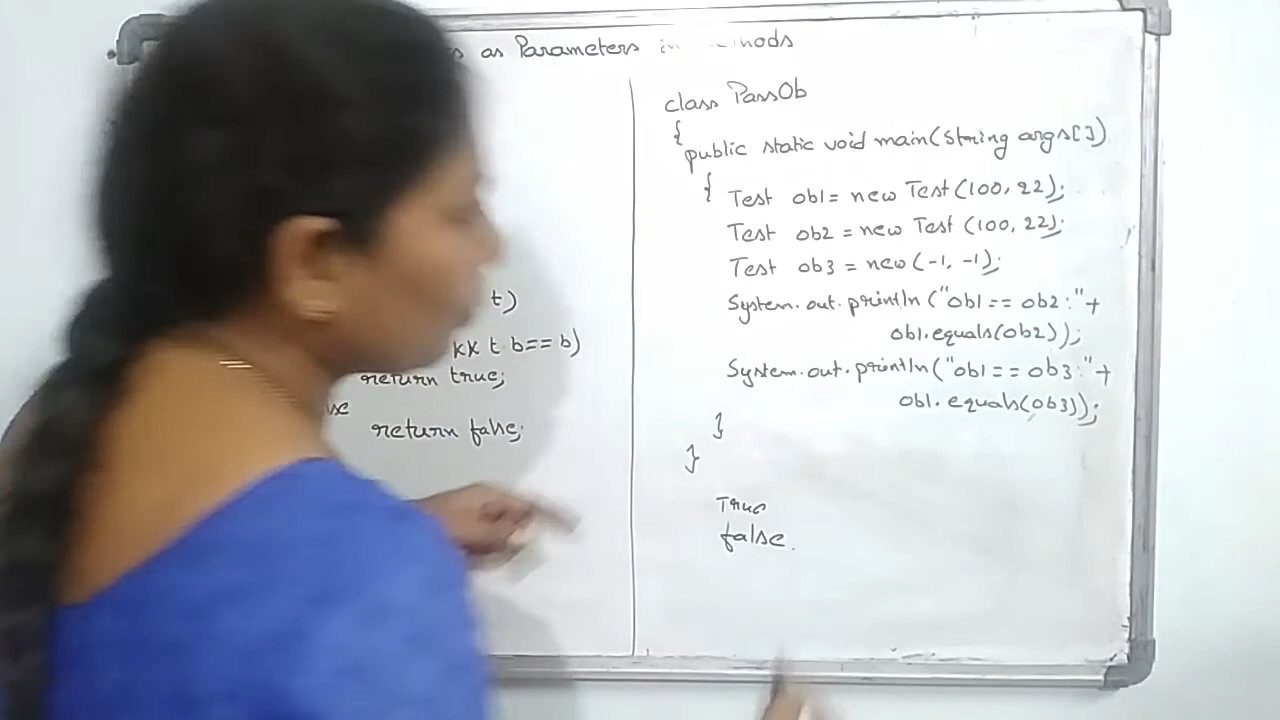 as Parameters in
t)
t b== b)
return true;
return false;
class PassOb
{
public static void main(String args[])
{ Test ob1= new Test(100, 22);
Test ob2 = new Test (100, 22);
Test ob3 = new(-1, -1);
System.out.println ("ob1 == ob2:"+
ob1.equals(ob2));
System.out.println("ob1 == ob3:"+
ob1.equals(ob3));
}
}
True
false.